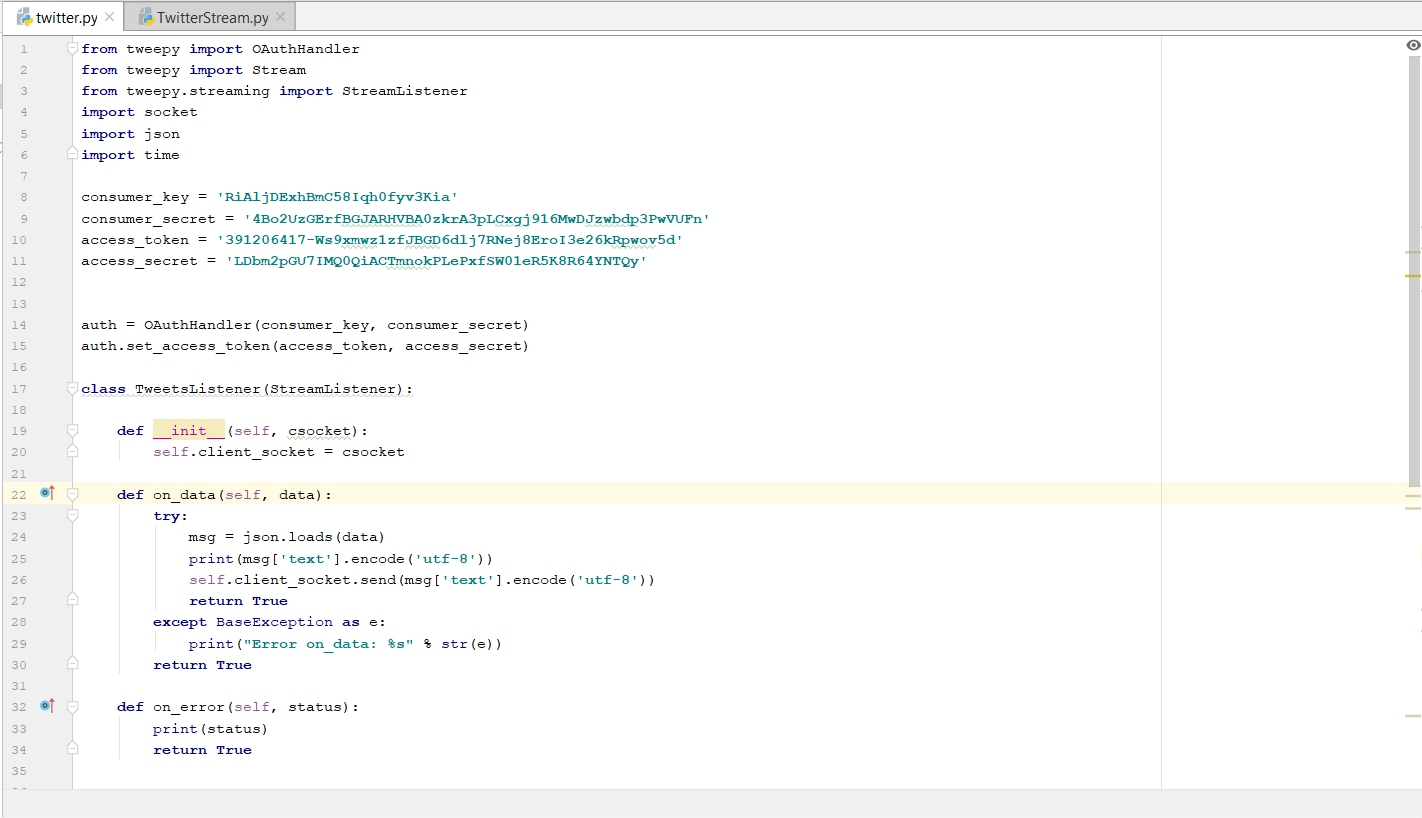 twitter.py TwitterStream.py
1 from tweepy import OAuthHandler
2 from tweepy import Stream
3 from tweepy.streaming import StreamListener
4 import socket
5 import json
6 import time
7
8 consumer_key = 'RiAljDExhBmC58Iqh0fyv3Kia'
9 consumer_secret = '4Bo2UzGErfBGJARHVBA0zkrA3pLCxgj916MwDJzwbdp3PwVUFn'
10 access_token = '391206417-Ws9xmwz1zfJBGD6dlj7RNej8EroI3e26kRpwov5d'
11 access_secret = 'LDbm2pGU7IMQ0QiACTmnokPLePxfSW01eR5K8R64YNTQy'
12
13
14 auth = OAuthHandler(consumer_key, consumer_secret)
15 auth.set_access_token(access_token, access_secret)
16
17 class TweetsListener(StreamListener):
18
19     def __init__(self, csocket):
20         self.client_socket = csocket
21
22     def on_data(self, data):
23         try:
24             msg = json.loads(data)
25             print(msg['text'].encode('utf-8'))
26             self.client_socket.send(msg['text'].encode('utf-8'))
27             return True
28         except BaseException as e:
29             print("Error on_data: %s" % str(e))
30         return True
31
32     def on_error(self, status):
33         print(status)
34         return True
35